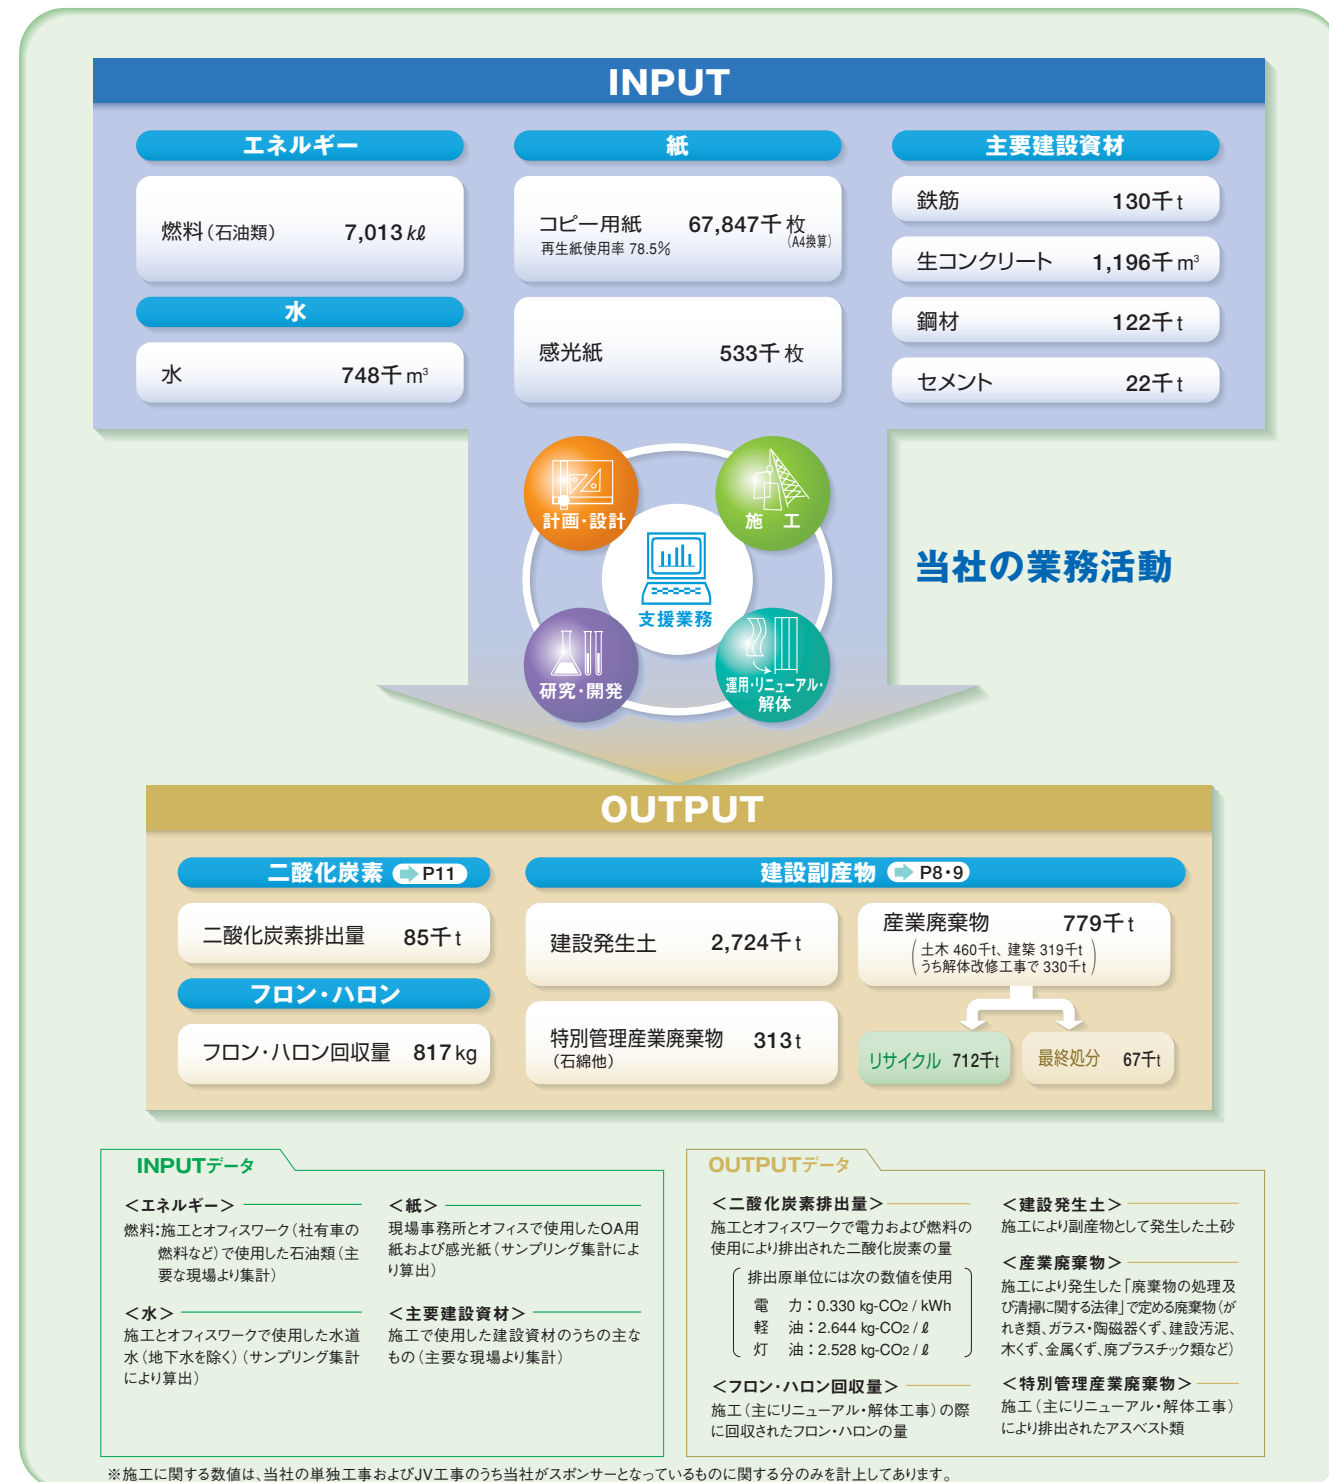 INPUT
エネルギー
燃料(石油類) 7,013kℓ
水
水 748千m³
紙
コピー用紙 67,847千枚
再生紙使用率 78.5% (A4換算)
感光紙 533千枚
主要建設資材
鉄筋 130千t
生コンクリート 1,196千m³
鋼材 122千t
セメント 22千t
計画・設計
施 工
支援業務
研究・開発
運用・リニューアル・
解体
当社の業務活動
OUTPUT
二酸化炭素 P11
二酸化炭素排出量 85千t
フロン・ハロン
フロン・ハロン回収量 817kg
建設副産物 P8・9
建設発生土 2,724千t
特別管理産業廃棄物 313t
(石綿他)
産業廃棄物 779千t
(土木 460千t、建築 319千t
うち解体改修工事で 330千t)
リサイクル 712千t
最終処分 67千t
INPUTデータ
<エネルギー>
燃料:施工とオフィスワーク(社有車の
燃料など)で使用した石油類(主
要な現場より集計)
<水>
施工とオフィスワークで使用した水道
水(地下水を除く)(サンプリング集計
により算出)
<紙>
現場事務所とオフィスで使用したOA用
紙および感光紙(サンプリング集計によ
り算出)
<主要建設資材>
施工で使用した建設資材のうちの主な
もの(主要な現場より集計)
OUTPUTデータ
<二酸化炭素排出量>
施工とオフィスワークで電力および燃料の
使用により排出された二酸化炭素の量
排出原単位には次の数値を使用
電 力:0.330 kg-CO2 / kWh
軽 油:2.644 kg-CO2 / ℓ
灯 油:2.528 kg-CO2 / ℓ
<フロン・ハロン回収量>
施工(主にリニューアル・解体工事)の際
に回収されたフロン・ハロンの量
<建設発生土>
施工により副産物として発生した土砂
<産業廃棄物>
施工により発生した「廃棄物の処理及
び清掃に関する法律」で定める廃棄物(が
れき類、ガラス・陶磁器くず、建設汚泥、
木くず、金属くず、廃プラスチック類など)
<特別管理産業廃棄物>
施工(主にリニューアル・解体工事)
により排出されたアスベスト類
※施工に関する数値は、当社の単独工事およびJV工事のうち当社がスポンサーとなっているものに関する分のみを計上してあります。